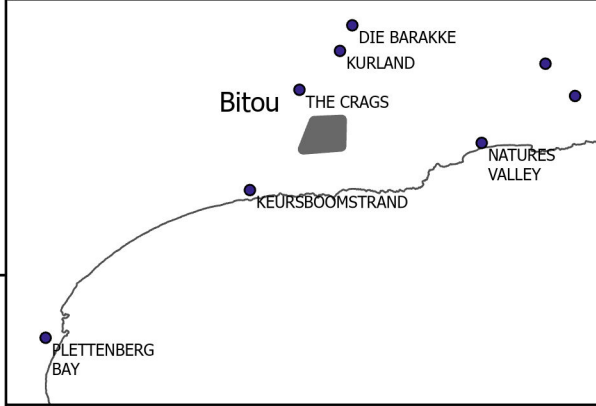 DIE BARAKKE
KURLAND
Bitou
THE CRAGS
NATURES
VALLEY
KEURSBOOMSTRAND
PLETTENBERG
BAY